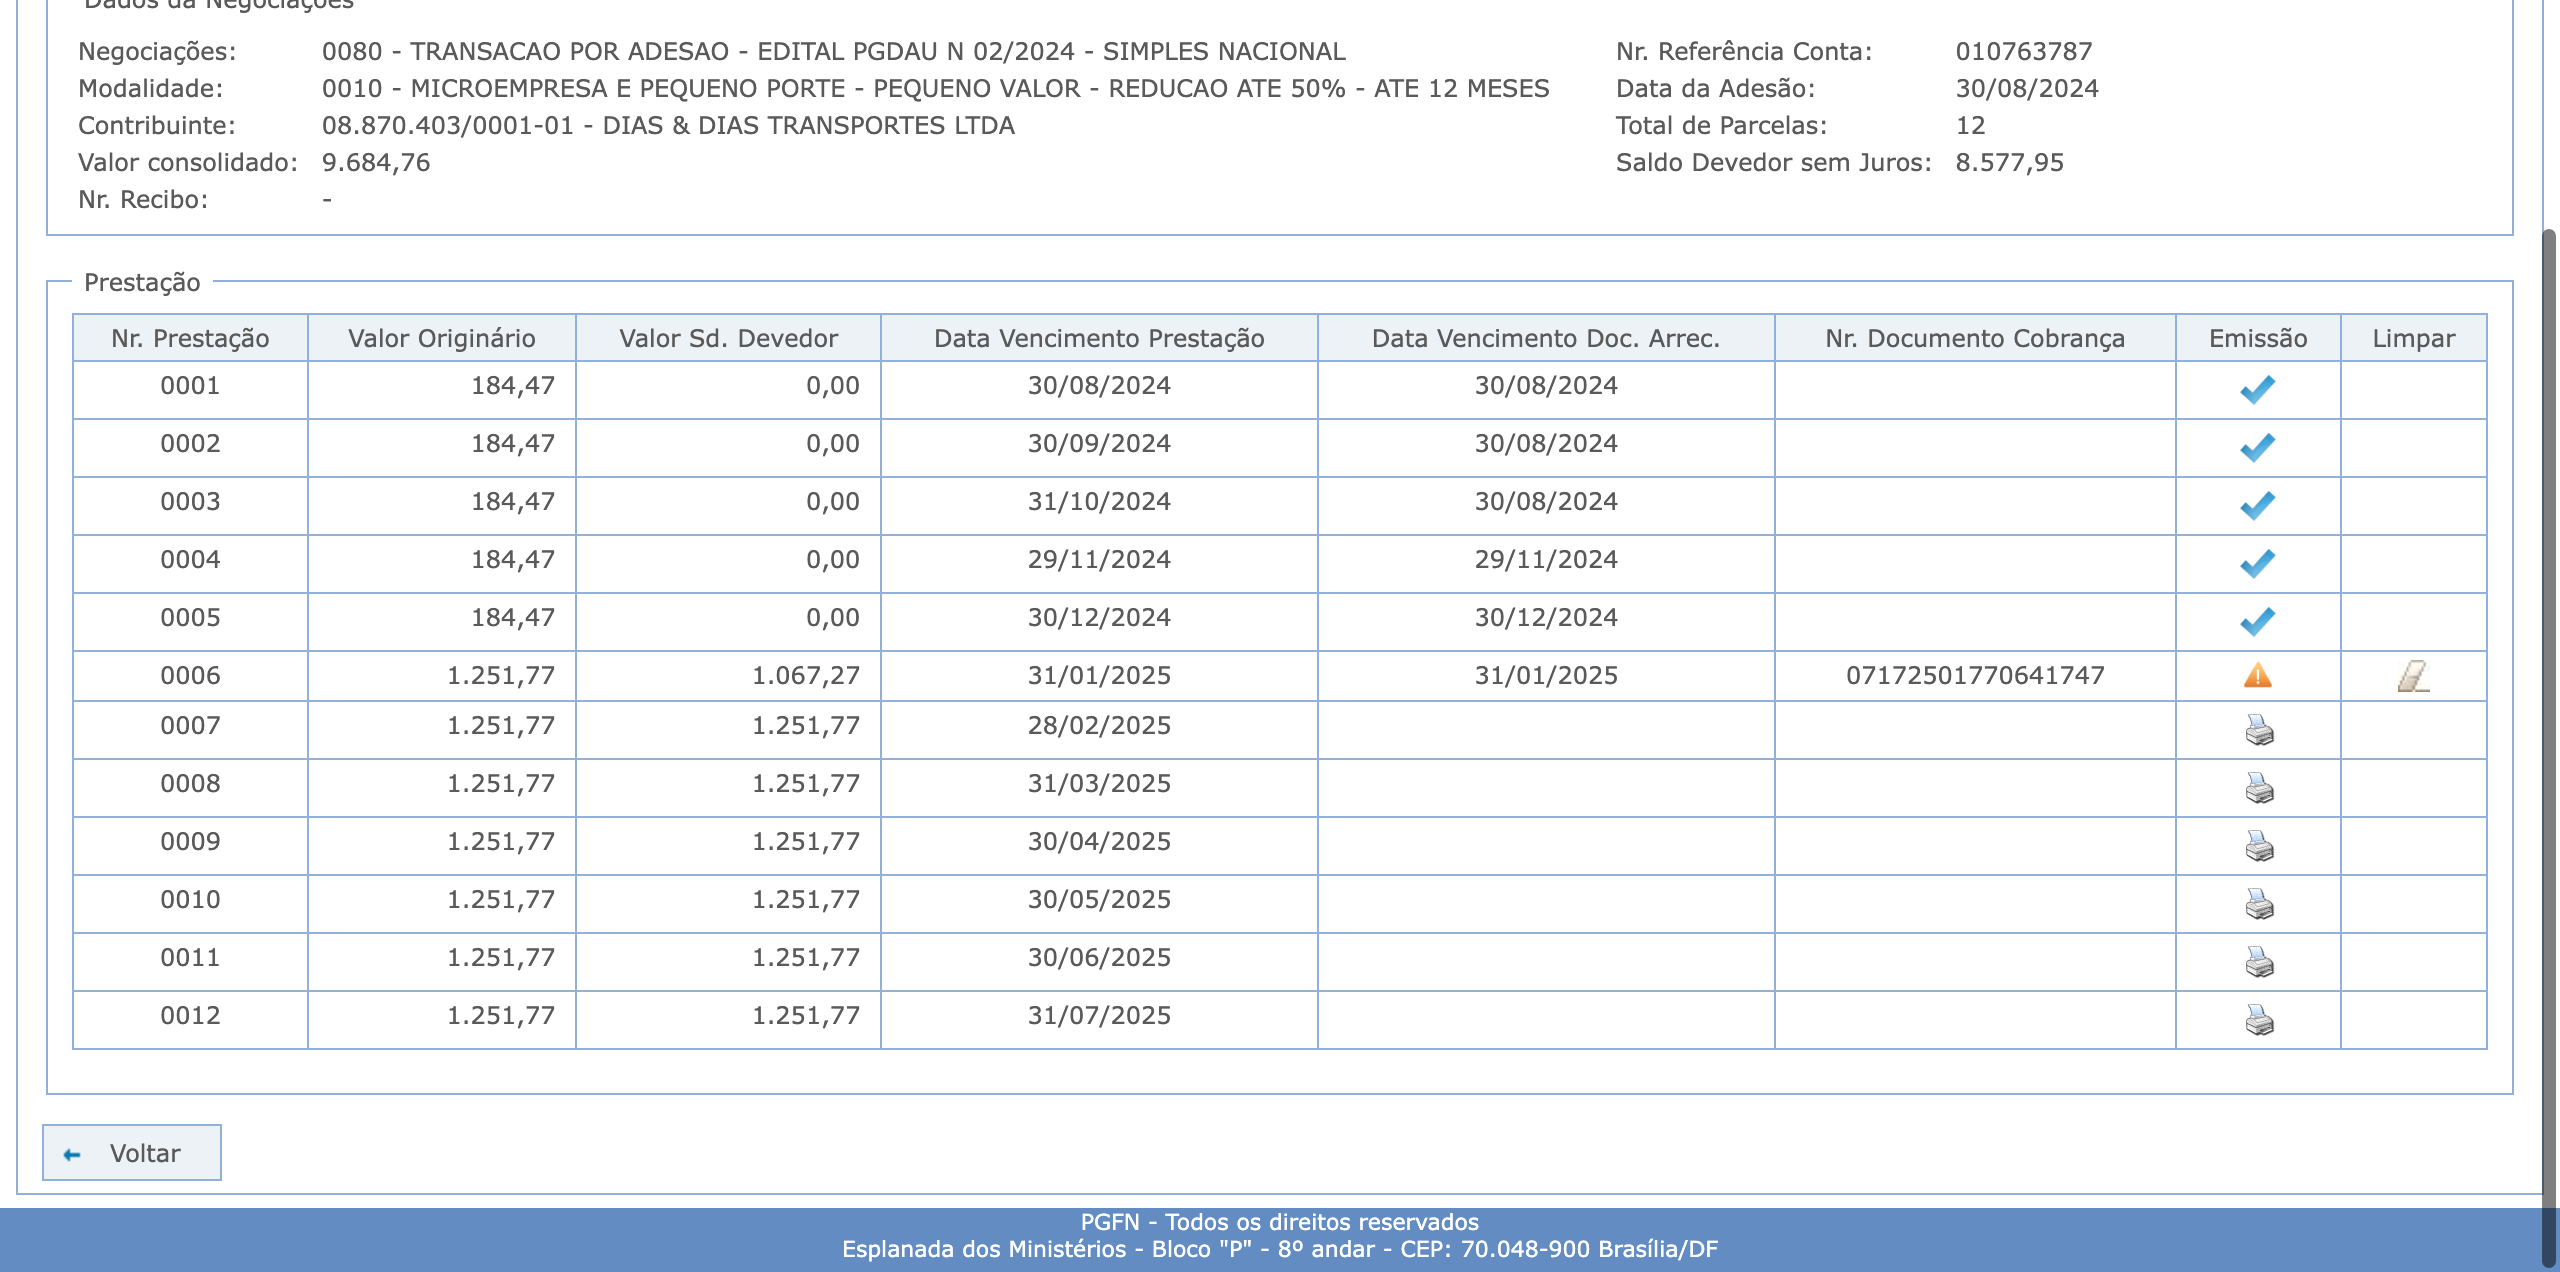 Dados da Negociações
Negociações: 0080 - TRANSACAO POR ADESAO - EDITAL PGDAU N 02/2024 - SIMPLES NACIONAL Nr. Referência Conta: 010763787
Modalidade: 0010 - MICROEMPRESA E PEQUENO PORTE - PEQUENO VALOR - REDUCAO ATE 50% - ATE 12 MESES Data da Adesão: 30/08/2024
Contribuinte: 08.870.403/0001-01 - DIAS & DIAS TRANSPORTES LTDA Total de Parcelas: 12
Valor consolidado: 9.684,76 Saldo Devedor sem Juros: 8.577,95
Nr. Recibo: -
Prestação
Nr. Prestação Valor Originário Valor Sd. Devedor Data Vencimento Prestação Data Vencimento Doc. Arrec. Nr. Documento Cobrança Emissão Limpar
0001 184,47 0,00 30/08/2024 30/08/2024
0002 184,47 0,00 30/09/2024 30/08/2024
0003 184,47 0,00 31/10/2024 30/08/2024
0004 184,47 0,00 29/11/2024 29/11/2024
0005 184,47 0,00 30/12/2024 30/12/2024
0006 1.251,77 1.067,27 31/01/2025 31/01/2025 07172501770641747
0007 1.251,77 1.251,77 28/02/2025
0008 1.251,77 1.251,77 31/03/2025
0009 1.251,77 1.251,77 30/04/2025
0010 1.251,77 1.251,77 30/05/2025
0011 1.251,77 1.251,77 30/06/2025
0012 1.251,77 1.251,77 31/07/2025
Voltar
PGFN - Todos os direitos reservados
Esplanada dos Ministérios - Bloco "P" - 8º andar - CEP: 70.048-900 Brasília/DF